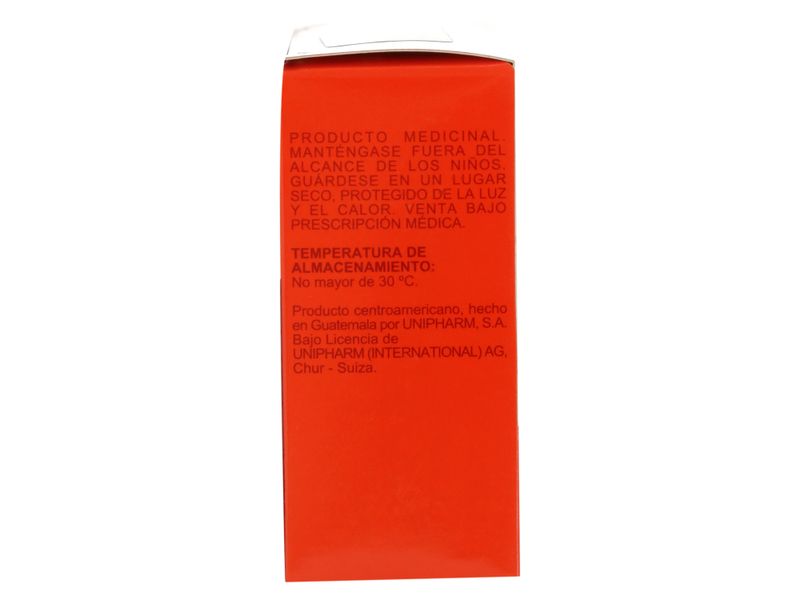 PRODUCTO MEDICINAL.
MANTÉNGASE FUERA DEL
ALCANCE DE LOS NIÑOS.
GUÁRDESE EN UN LUGAR
SECO, PROTEGIDO DE LA LUZ
Y EL CALOR. VENTA BAJO
PRESCRIPCIÓN MÉDICA.
TEMPERATURA DE
ALMACENAMIENTO:
No mayor de 30 ºC.
Producto centroamericano, hecho
en Guatemala por UNIPHARM, S.A.
Bajo Licencia de
UNIPHARM (INTERNATIONAL) AG,
Chur - Suiza.